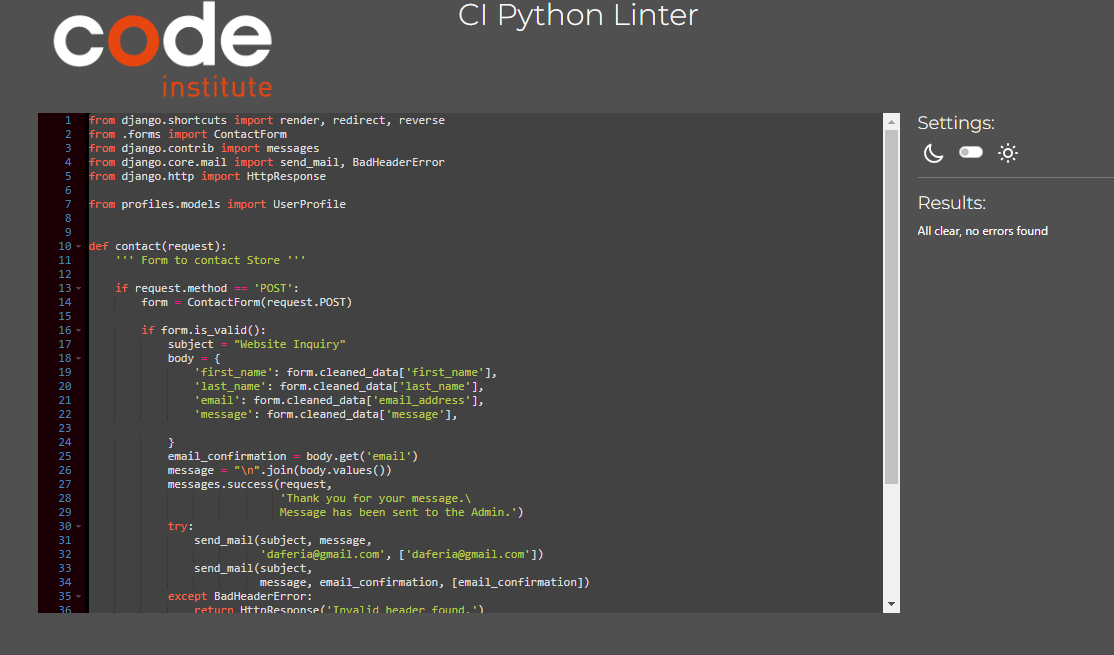 code
institute
CI Python Linter
1 from django.shortcuts import render, redirect, reverse
2 from .forms import ContactForm
3 from django.contrib import messages
4 from django.core.mail import send_mail, BadHeaderError
5 from django.http import HttpResponse
6
7 from profiles.models import UserProfile
8
9
10 def contact(request):
11     ''' Form to contact Store '''
12
13     if request.method == 'POST':
14         form = ContactForm(request.POST)
15
16         if form.is_valid():
17             subject = "Website Inquiry"
18             body = {
19                 'first_name': form.cleaned_data['first_name'],
20                 'last_name': form.cleaned_data['last_name'],
21                 'email': form.cleaned_data['email_address'],
22                 'message': form.cleaned_data['message'],
23
24             }
25             email_confirmation = body.get('email')
26             message = "\n".join(body.values())
27             messages.success(request,
28                              'Thank you for your message.\
29                              Message has been sent to the Admin.')
30             try:
31                 send_mail(subject, message,
32                           'daferia@gmail.com', ['daferia@gmail.com'])
33                 send_mail(subject,
34                           message, email_confirmation, [email_confirmation])
35             except BadHeaderError:
36                 return HttpResponse('Invalid header found.')
Settings:
Results:
All clear, no errors found